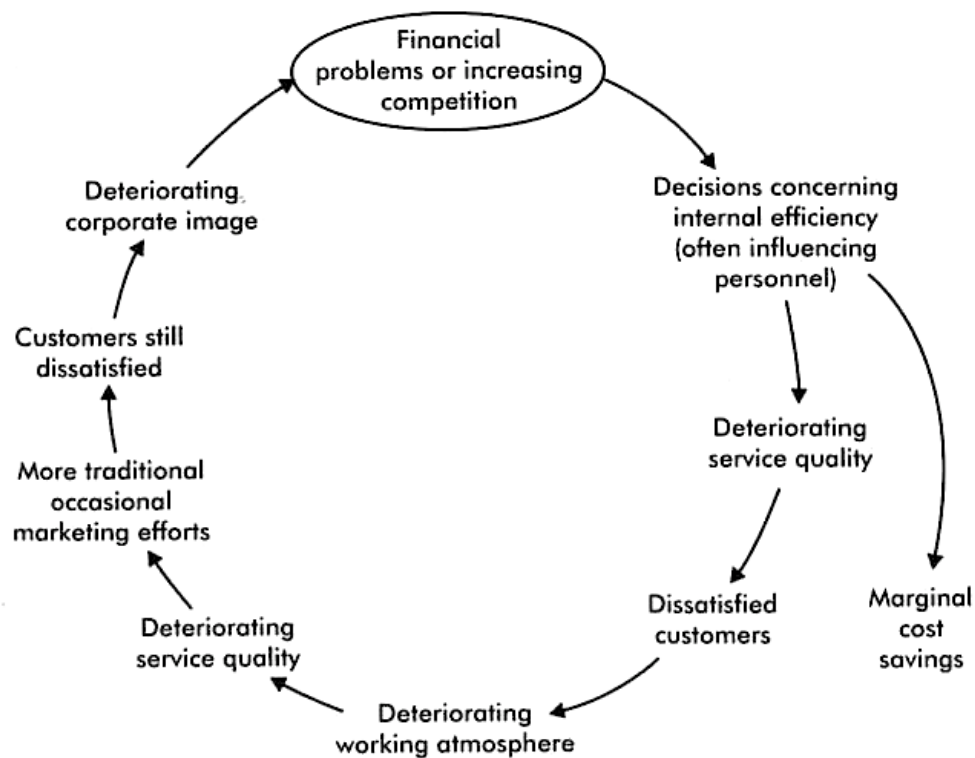 Financial
problems or increasing
competition
Decisions concerning
internal efficiency
(often influencing
personnel)
Deteriorating
service quality
Marginal
cost
savings
Dissatisfied
customers
Deteriorating
working atmosphere
Deteriorating
service quality
More traditional
occasional
marketing efforts
Customers still
dissatisfied
Deteriorating
corporate image